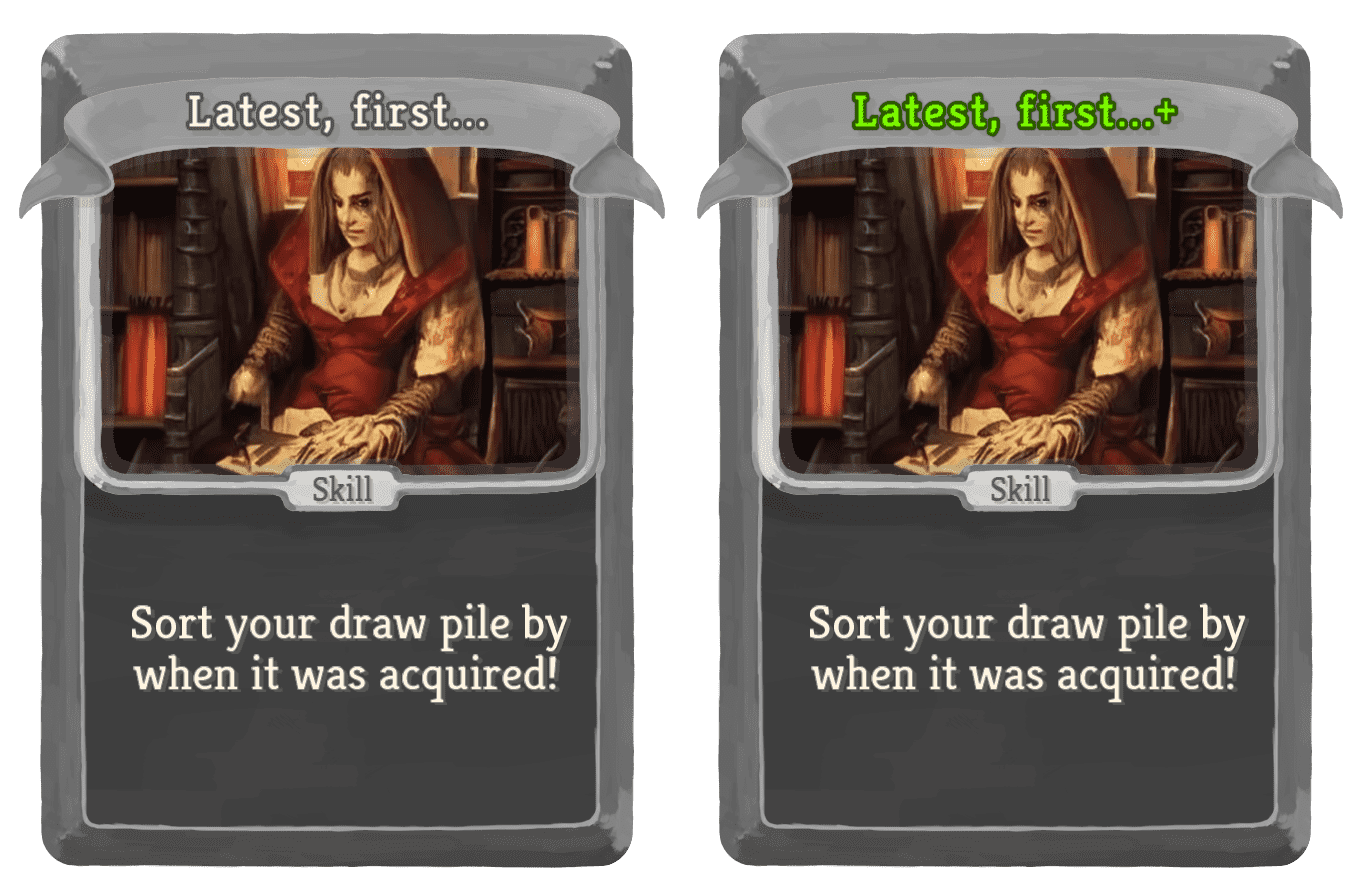 Latest, first...
Skill
Sort your draw pile by
when it was acquired!
Latest, first...+
Skill
Sort your draw pile by
when it was acquired!